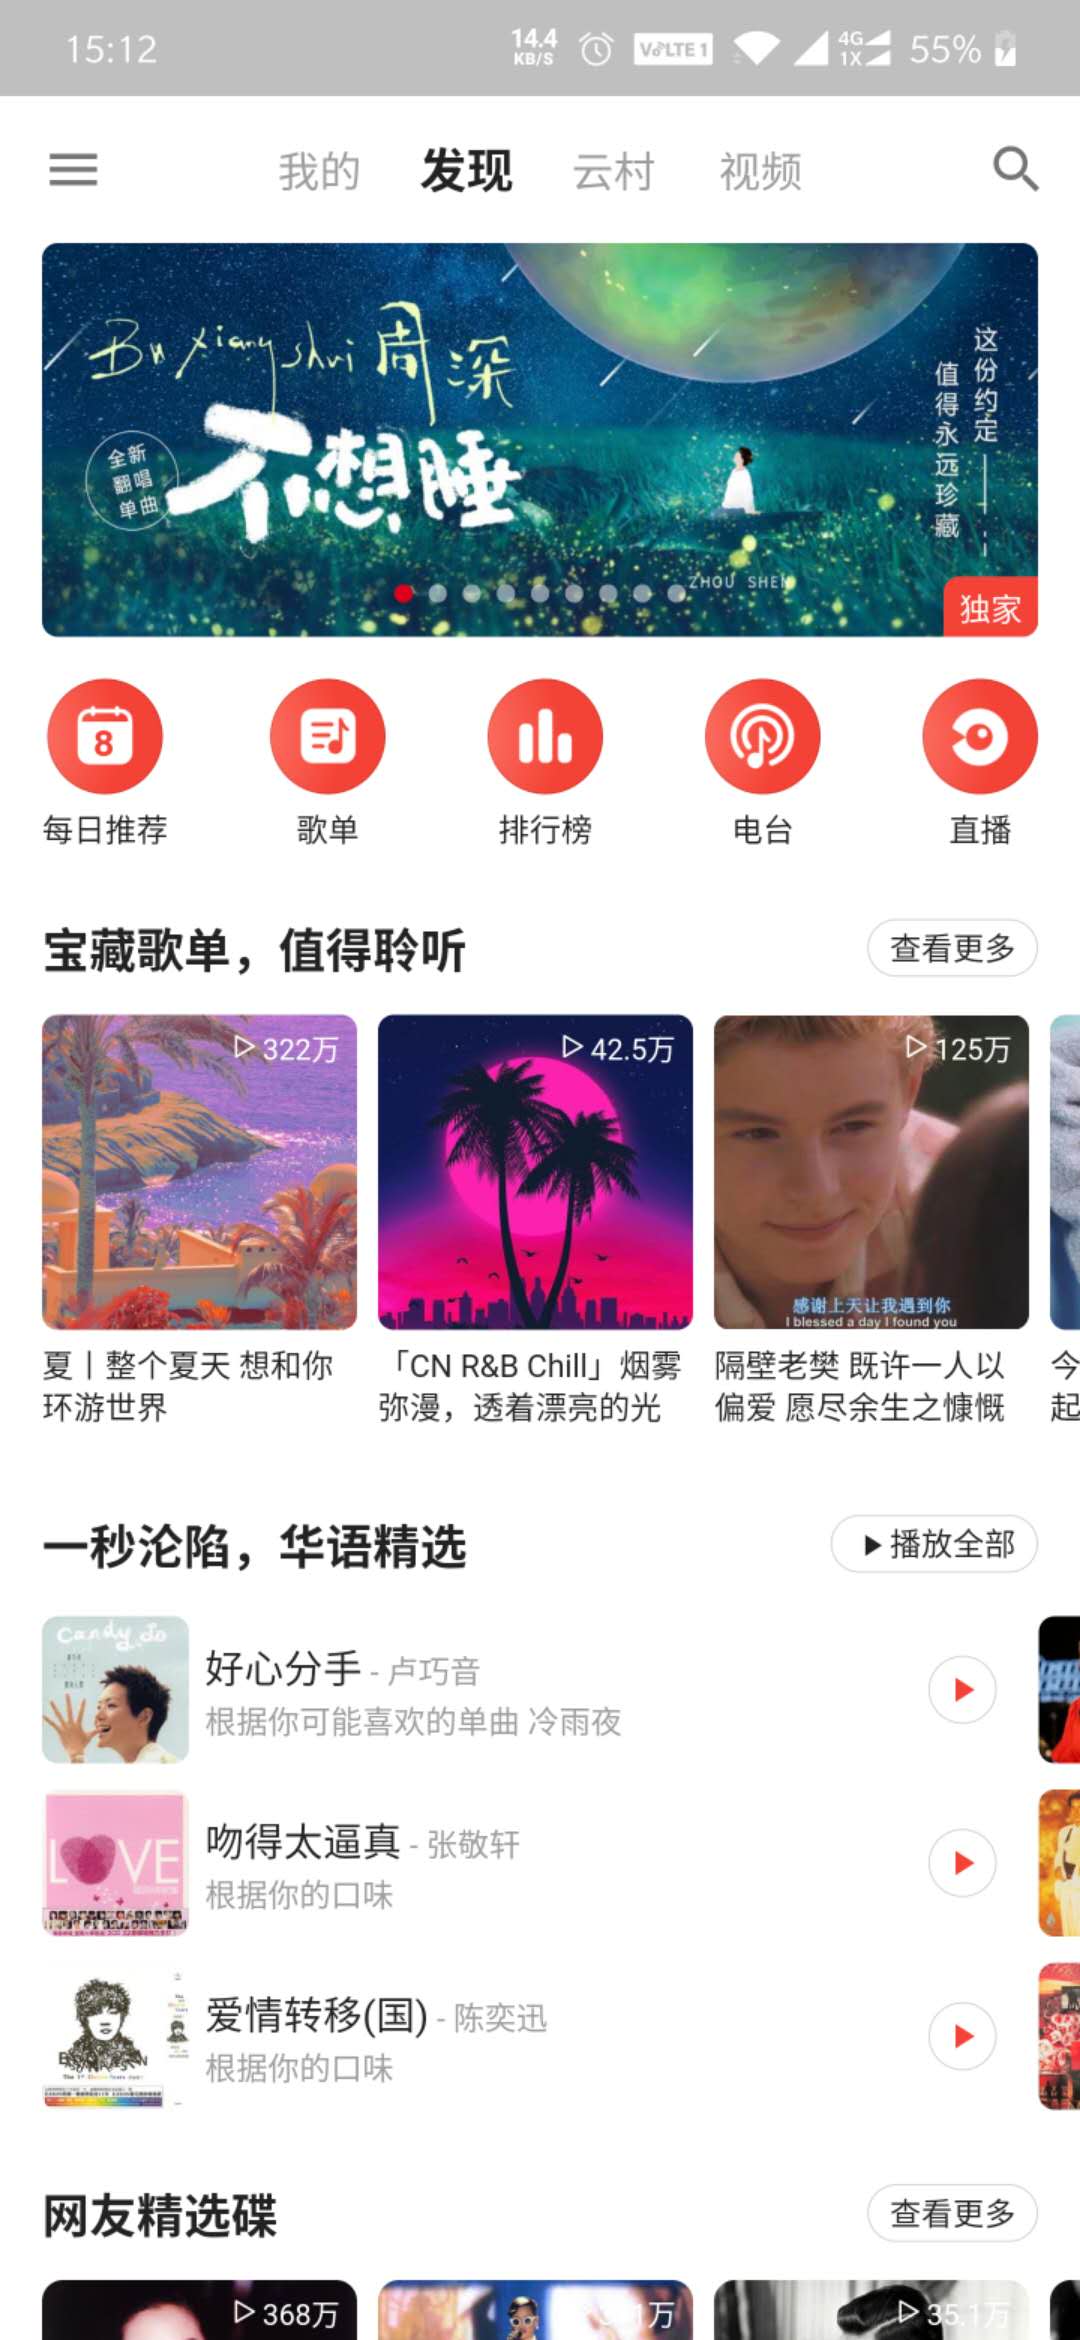 15:12
14.4
KB/S
VoLTE 1
4G
1X
55%
我的
发现
云村
视频
Bu xiang shui 周深
不想睡
全新
翻唱
单曲
这份约定——
值得永远珍藏
ZHOU SHEN
独家
8
每日推荐
歌单
排行榜
电台
直播
宝藏歌单，值得聆听
查看更多
322万
42.5万
125万
感谢上天让我遇到你
I blessed a day I found you
夏丨整个夏天 想和你
环游世界
「CN R&B Chill」烟雾
弥漫，透着漂亮的光
隔壁老樊 既许一人以
偏爱 愿尽余生之慷慨
今
起
一秒沦陷，华语精选
播放全部
Candy Lo
好心分手 - 卢巧音
根据你可能喜欢的单曲 冷雨夜
LOVE
吻得太逼真 - 张敬轩
根据你的口味
爱情转移(国) - 陈奕迅
根据你的口味
网友精选碟
查看更多
368万
35.1万